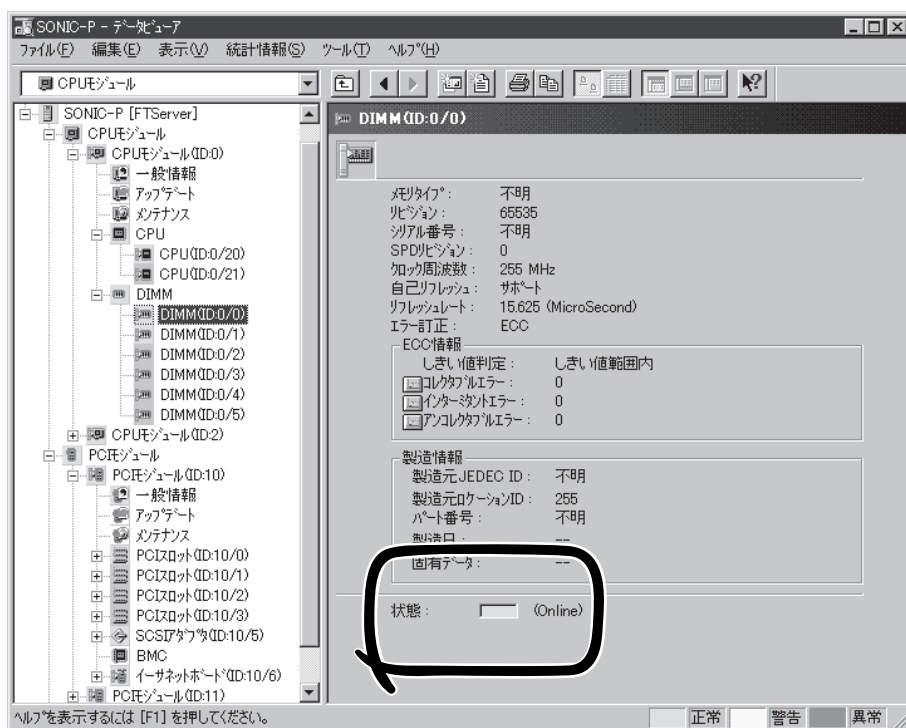 SONIC-P - データビューア
ファイル(F) 編集(E) 表示(V) 統計情報(S) ツール(T) ヘルプ(H)
CPUモジュール
SONIC-P [FTServer]
CPUモジュール
CPUモジュール(ID:0)
一般情報
アップデート
メンテナンス
CPU
CPU(ID:0/20)
CPU(ID:0/21)
DIMM
DIMM(ID:0/0)
DIMM(ID:0/1)
DIMM(ID:0/2)
DIMM(ID:0/3)
DIMM(ID:0/4)
DIMM(ID:0/5)
CPUモジュール(ID:2)
PCIモジュール
PCIモジュール(ID:10)
一般情報
アップデート
メンテナンス
PCIスロット(ID:10/0)
PCIスロット(ID:10/1)
PCIスロット(ID:10/2)
PCIスロット(ID:10/3)
SCSIアダプタ(ID:10/5)
BMC
イーサネットボード(ID:10/6)
PCIモジュール(ID:11)
DIMM(ID:0/0)
メモリタイプ: 不明
リビジョン: 65535
シリアル番号: 不明
SPDリビジョン: 0
クロック周波数: 255 MHz
自己リフレッシュ: サポート
リフレッシュレート: 15.625 (MicroSecond)
エラー訂正: ECC
ECC情報
しきい値判定: しきい値範囲内
コレクタブルエラー: 0
インターミタントエラー: 0
アンコレクタブルエラー: 0
製造情報
製造元JEDEC ID: 不明
製造元ロケーションID: 255
パート番号: 不明
製造日: --
固有データ: --
状態: (Online)
ヘルプを表示するには [F1] を押してください。
正常 警告 異常